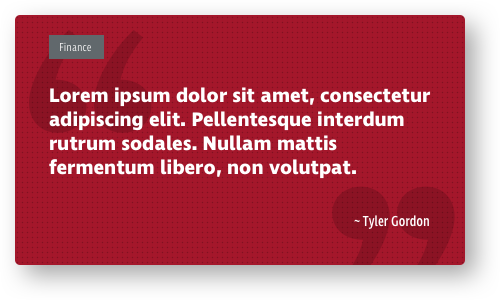 Finance
Lorem ipsum dolor sit amet, consectetur
adipiscing elit. Pellentesque interdum
rutrum sodales. Nullam mattis
fermentum libero, non volutpat.
~ Tyler Gordon